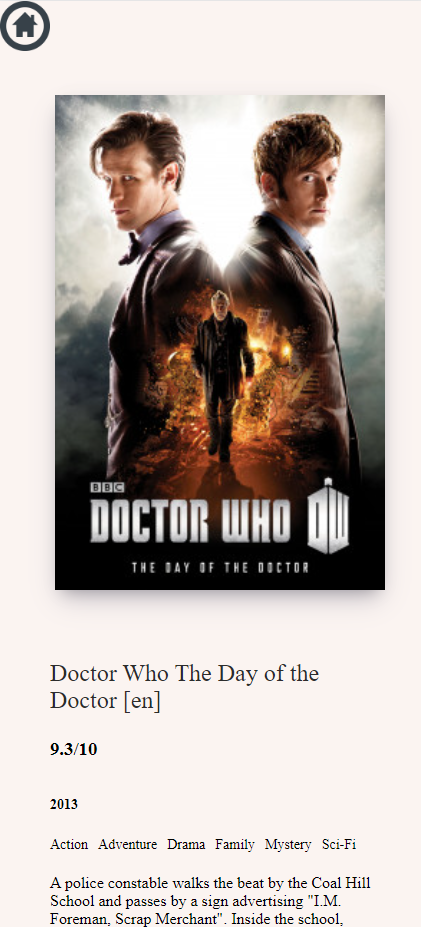 BBC
DOCTOR WHO DW
THE DAY OF THE DOCTOR
Doctor Who The Day of the
Doctor [en]
9.3/10
2013
Action Adventure Drama Family Mystery Sci-Fi
A police constable walks the beat by the Coal Hill
School and passes by a sign advertising "I.M.
Foreman, Scrap Merchant". Inside the school,